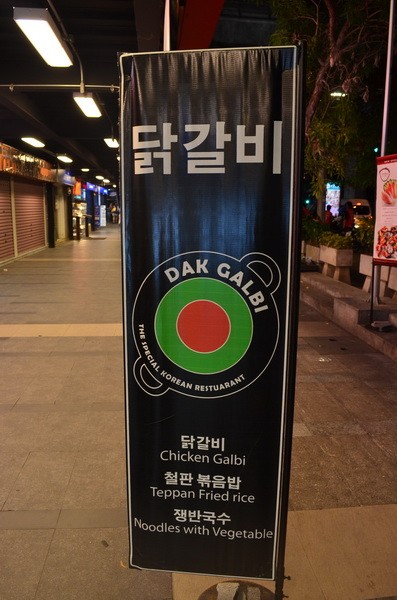 닭갈비
DAK GALBI
THE SPECIAL KOREAN RESTUARANT
닭갈비
Chicken Galbi
철판 볶음밥
Teppan Fried rice
쟁반국수
Noodles with Vegetable